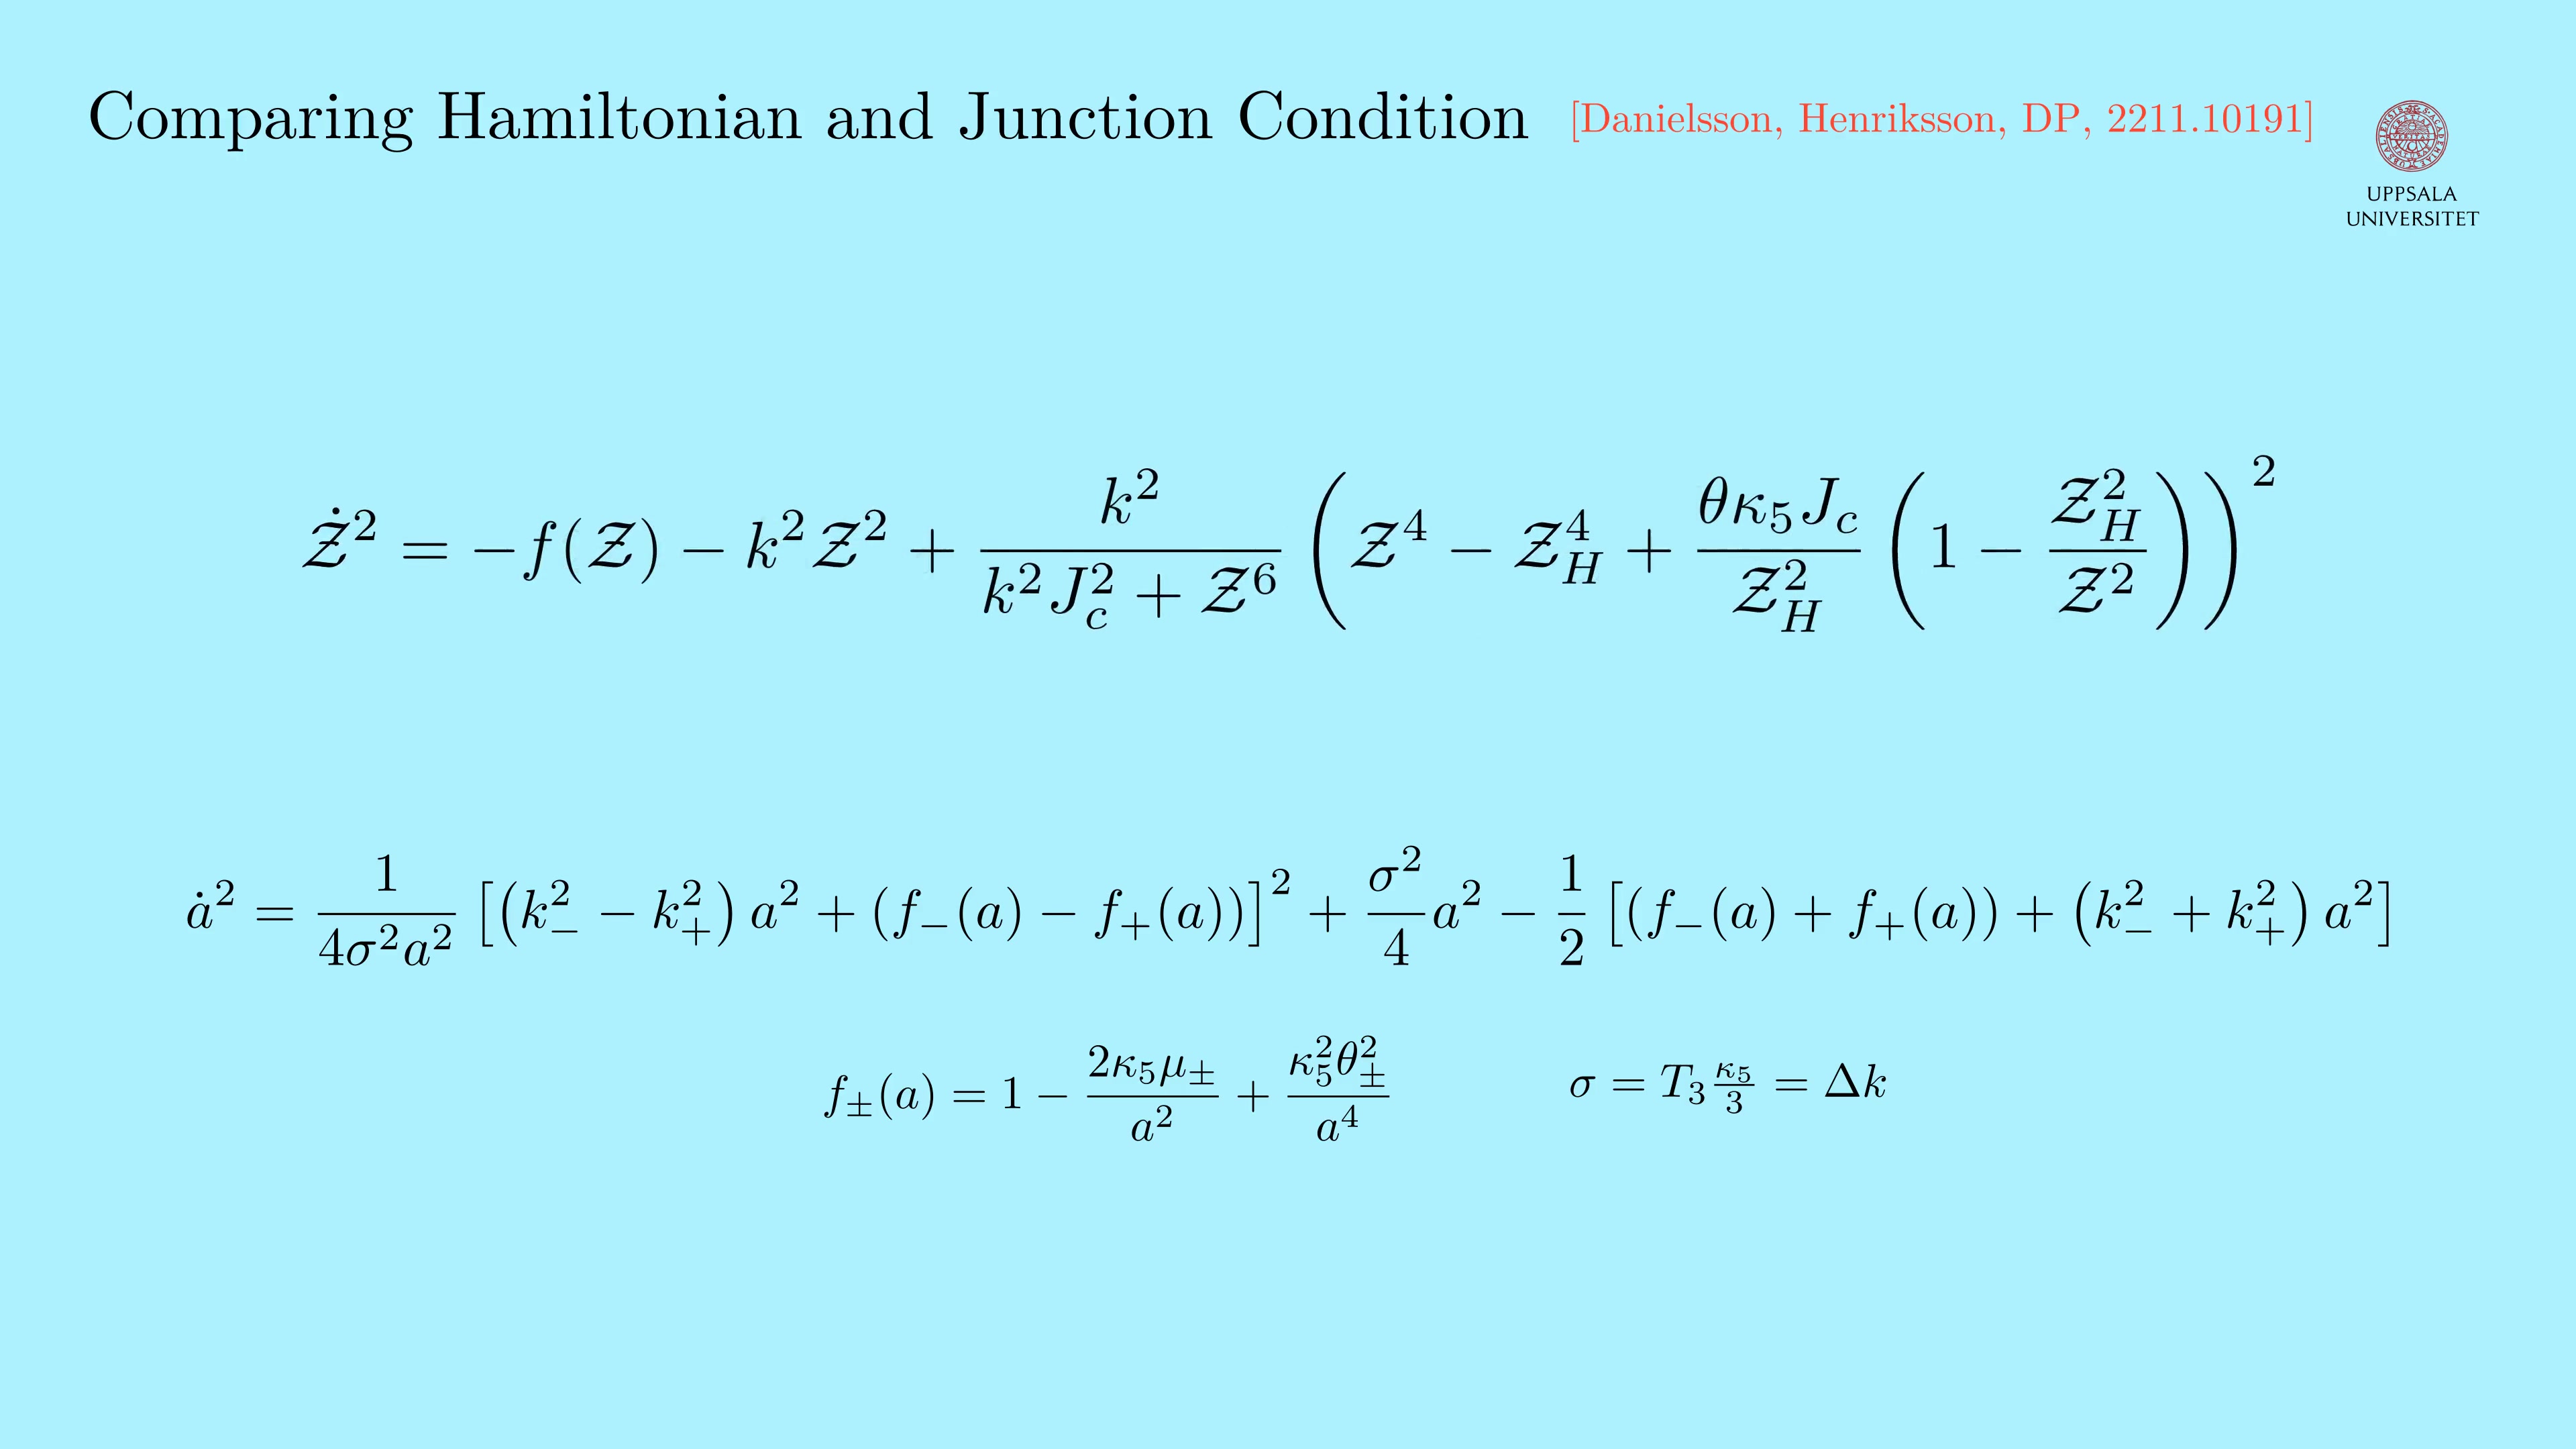 Comparing Hamiltonian and Junction Condition [Danielsson, Henriksson, DP, 2211.10191]
UPPSALA
UNIVERSITET
$\dot{\mathcal{Z}}^2 = -f(\mathcal{Z}) - k^2 \mathcal{Z}^2 + \frac{k^2}{k^2 J_c^2 + \mathcal{Z}^6} \left( \mathcal{Z}^4 - \mathcal{Z}_H^4 + \frac{\theta \kappa_5 J_c}{\mathcal{Z}_H^2} \left( 1 - \frac{\mathcal{Z}_H^2}{\mathcal{Z}^2} \right) \right)^2$
$\dot{a}^2 = \frac{1}{4\sigma^2 a^2} \left[ \left( k_-^2 - k_+^2 \right) a^2 + (f_-(a) - f_+(a)) \right]^2 + \frac{\sigma^2}{4} a^2 - \frac{1}{2} \left[ (f_-(a) + f_+(a)) + \left( k_-^2 + k_+^2 \right) a^2 \right]$
$f_\pm(a) = 1 - \frac{2\kappa_5 \mu_\pm}{a^2} + \frac{\kappa_5^2 \theta_\pm^2}{a^4}$ $\sigma = T_3 \frac{\kappa_5}{3} = \Delta k$